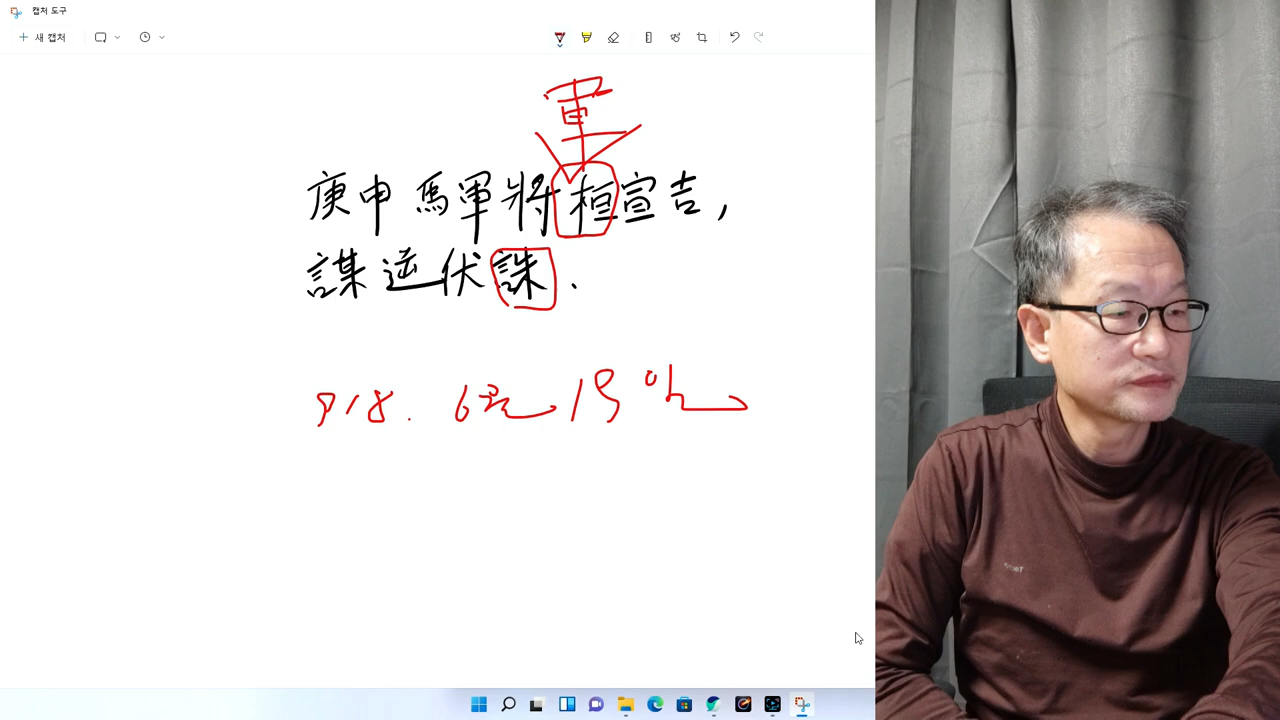 캡처 도구
새 캡처
軍
庚申馬軍將桓宣吉,
謀逆伏誅.
918. 6월 15일